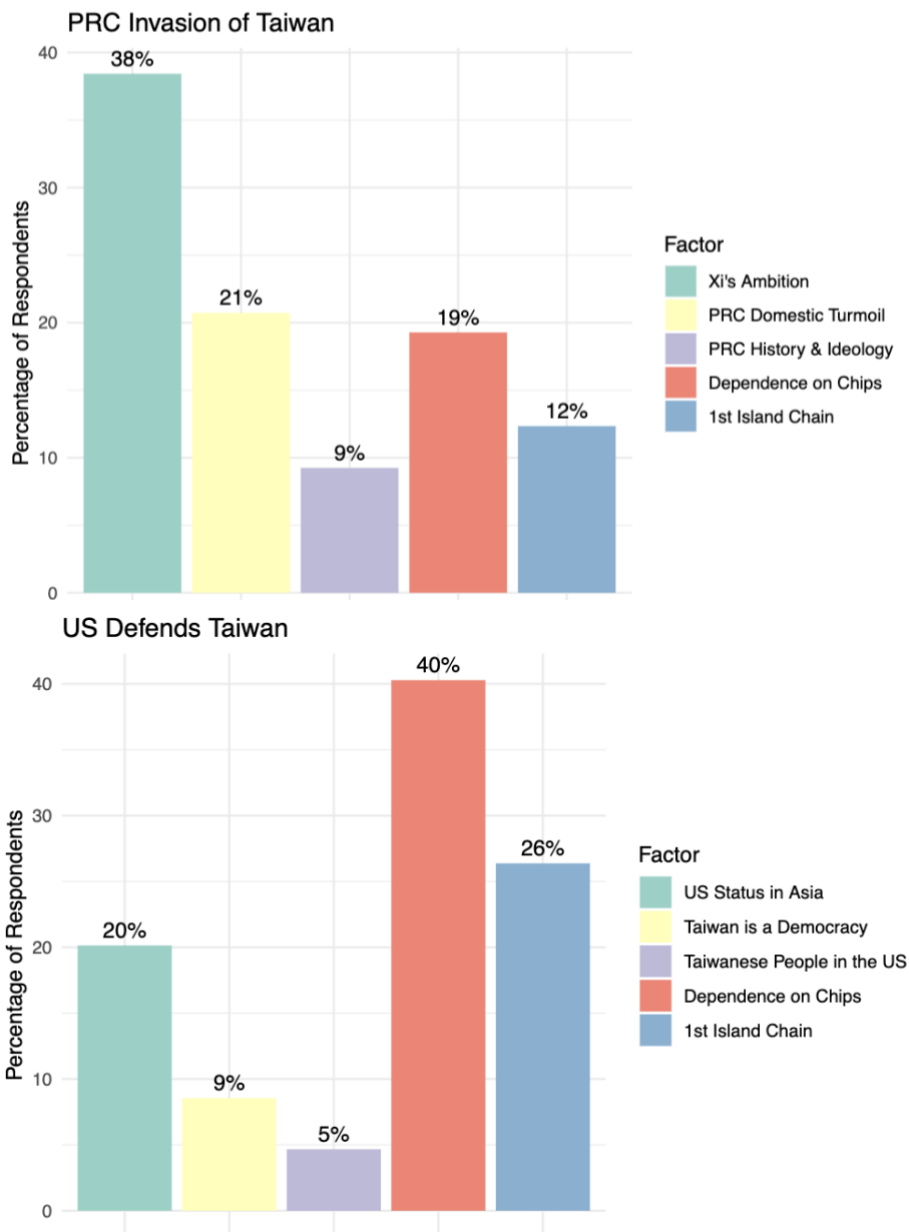 PRC Invasion of Taiwan
40
38%
30
21%
20
19%
12%
10
9%
0
Percentage of Respondents
Factor
Xi's Ambition
PRC Domestic Turmoil
PRC History & Ideology
Dependence on Chips
1st Island Chain
US Defends Taiwan
40%
40
30
26%
20%
20
10
9%
5%
0
Percentage of Respondents
Factor
US Status in Asia
Taiwan is a Democracy
Taiwanese People in the US
Dependence on Chips
1st Island Chain